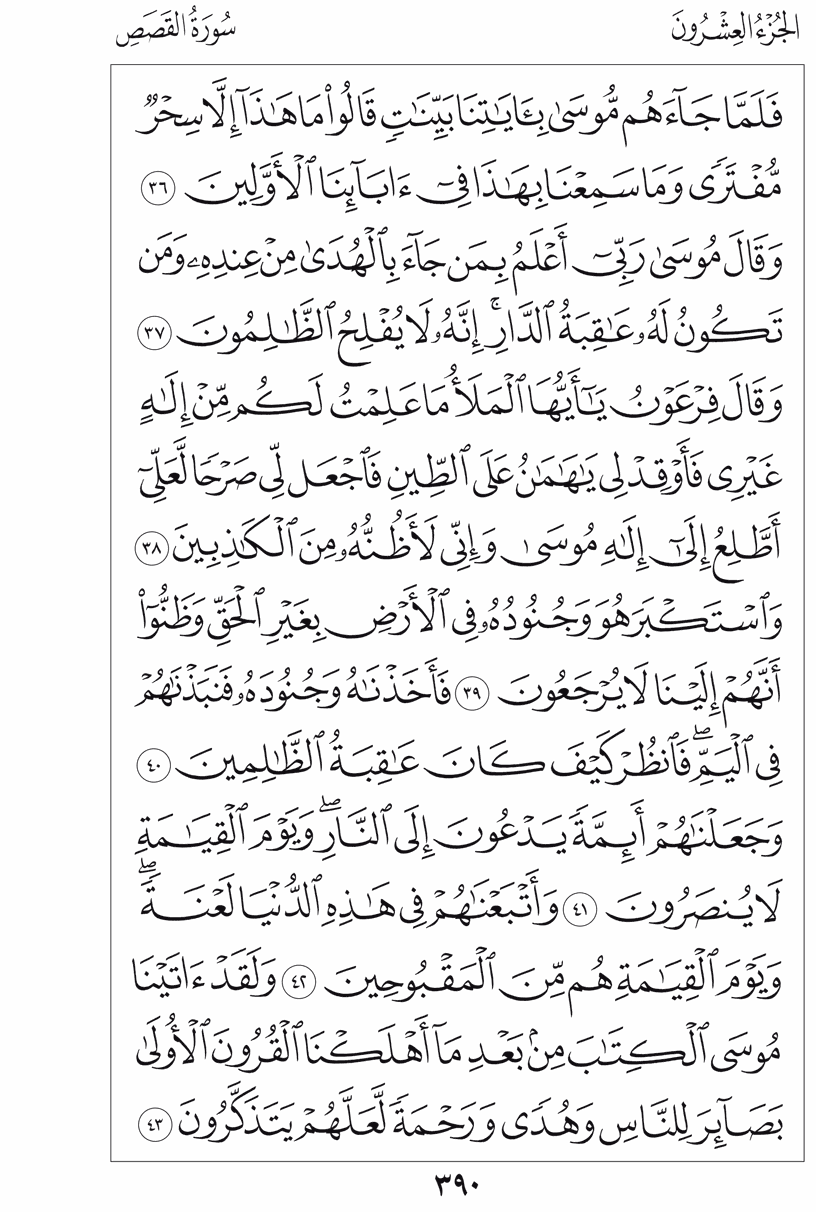 الجُزْءُ العِشْرُونَ
سُورَةُ القَصَصِ
فَلَمَّا جَآءَهُم مُّوسَىٰ بِـَٔايَٰتِنَا بَيِّنَٰتٖ قَالُواْ مَا هَٰذَآ إِلَّا سِحۡرٞ
مُّفۡتَرٗى وَمَا سَمِعۡنَا بِهَٰذَا فِيٓ ءَابَآئِنَا ٱلۡأَوَّلِينَ ٣٦
وَقَالَ مُوسَىٰ رَبِّيٓ أَعۡلَمُ بِمَن جَآءَ بِٱلۡهُدَىٰ مِنۡ عِندِهِۦ وَمَن
تَكُونُ لَهُۥ عَٰقِبَةُ ٱلدَّارِۚ إِنَّهُۥ لَا يُفۡلِحُ ٱلظَّٰلِمُونَ ٣٧
وَقَالَ فِرۡعَوۡنُ يَٰٓأَيُّهَا ٱلۡمَلَأُ مَا عَلِمۡتُ لَكُم مِّنۡ إِلَٰهٍ
غَيۡرِي فَأَوۡقِدۡ لِي يَٰهَٰمَٰنُ عَلَى ٱلطِّينِ فَٱجۡعَل لِّي صَرۡحٗا لَّعَلِّيٓ
أَطَّلِعُ إِلَىٰٓ إِلَٰهِ مُوسَىٰ وَإِنِّي لَأَظُنُّهُۥ مِنَ ٱلۡكَٰذِبِينَ ٣٨
وَٱسۡتَكۡبَرَ هُوَ وَجُنُودُهُۥ فِي ٱلۡأَرۡضِ بِغَيۡرِ ٱلۡحَقِّ وَظَنُّوٓاْ
أَنَّهُمۡ إِلَيۡنَا لَا يُرۡجَعُونَ ٣٩ فَأَخَذۡنَٰهُ وَجُنُودَهُۥ فَنَبَذۡنَٰهُمۡ
فِي ٱلۡيَمِّۖ فَٱنظُرۡ كَيۡفَ كَانَ عَٰقِبَةُ ٱلظَّٰلِمِينَ ٤٠
وَجَعَلۡنَٰهُمۡ أَئِمَّةٗ يَدۡعُونَ إِلَى ٱلنَّارِۖ وَيَوۡمَ ٱلۡقِيَٰمَةِ
لَا يُنصَرُونَ ٤١ وَأَتۡبَعۡنَٰهُمۡ فِي هَٰذِهِ ٱلدُّنۡيَا لَعۡنَةٗۖ
وَيَوۡمَ ٱلۡقِيَٰمَةِ هُم مِّنَ ٱلۡمَقۡبُوحِينَ ٤٢ وَلَقَدۡ ءَاتَيۡنَا
مُوسَى ٱلۡكِتَٰبَ مِنۢ بَعۡدِ مَآ أَهۡلَكۡنَا ٱلۡقُرُونَ ٱلۡأُولَىٰ
بَصَآئِرَ لِلنَّاسِ وَهُدٗى وَرَحۡمَةٗ لَّعَلَّهُمۡ يَتَذَكَّرُونَ ٤٣
٣٩٠